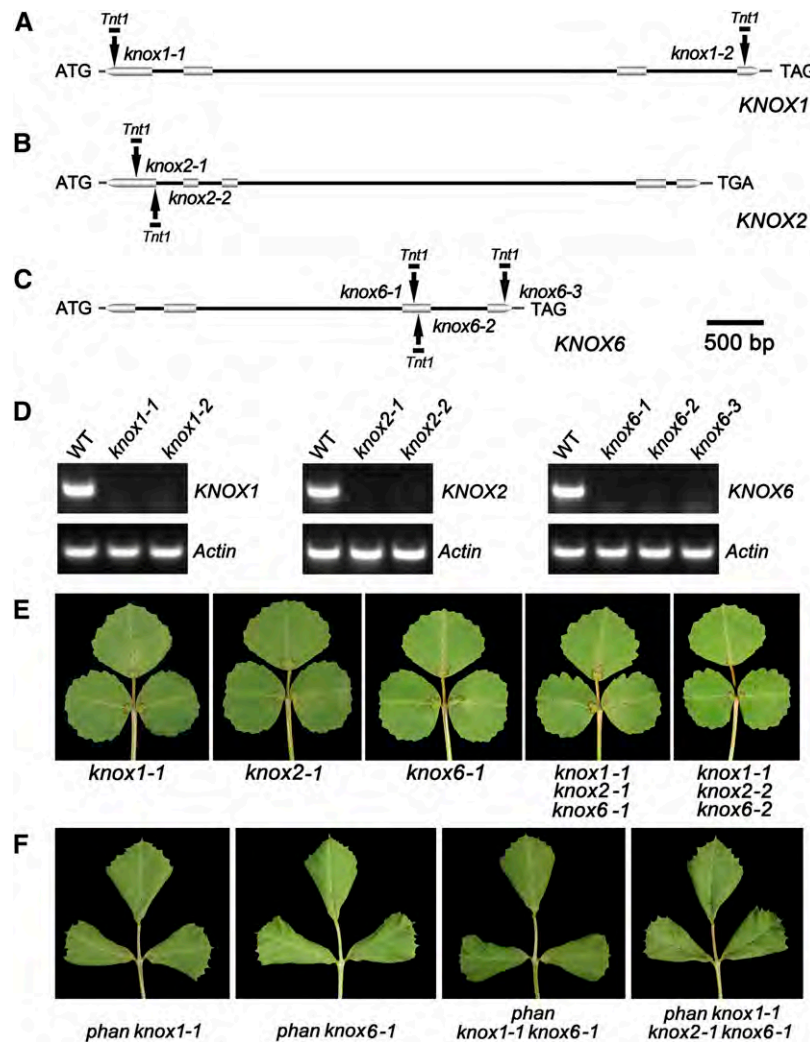 A
Tnt1
Tnt1
knox1-1
knox1-2
ATG
TAG
KNOX1
B
Tnt1
knox2-1
ATG
TGA
knox2-2
KNOX2
Tnt1
C
Tnt1
Tnt1
knox6-1
knox6-3
ATG
TAG
knox6-2
KNOX6
500 bp
Tnt1
D
WT knox1-1 knox1-2
KNOX1
Actin
WT knox2-1 knox2-2
KNOX2
Actin
WT knox6-1 knox6-2 knox6-3
KNOX6
Actin
E
knox1-1
knox2-1
knox6-1
knox1-1
knox2-1
knox6-1
knox1-1
knox2-2
knox6-2
F
phan knox1-1
phan knox6-1
phan
knox1-1 knox6-1
phan knox1-1
knox2-1 knox6-1